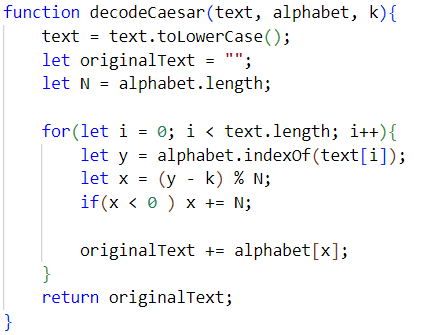 function decodeCaesar(text, alphabet, k){
    text = text.toLowerCase();
    let originalText = "";
    let N = alphabet.length;

    for(let i = 0; i < text.length; i++){
        let y = alphabet.indexOf(text[i]);
        let x = (y - k) % N;
        if(x < 0 ) x += N;

        originalText += alphabet[x];
    }
    return originalText;
}